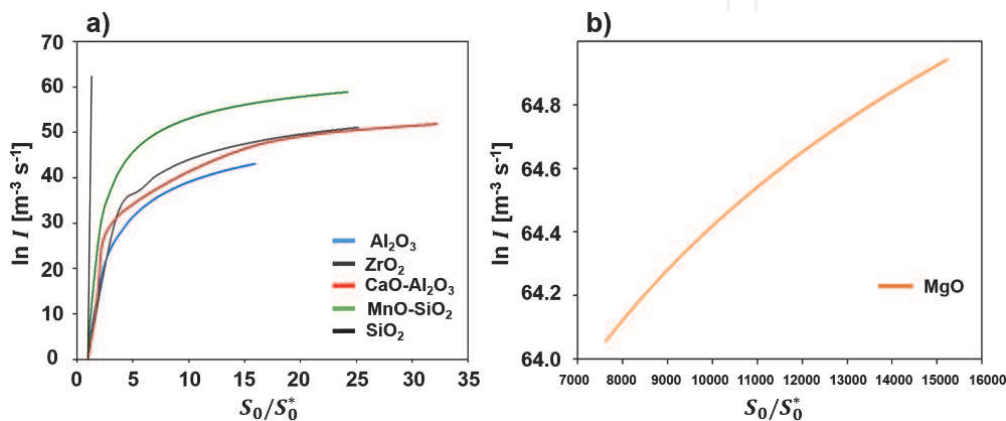 a)
70
60
50
40
30
20
10
0
ln I [m⁻³ s⁻¹]
0 5 10 15 20 25 30 35
S₀/S₀*
Al₂O₃
ZrO₂
CaO-Al₂O₃
MnO-SiO₂
SiO₂
b)
64.8
64.6
64.4
64.2
64.0
ln I [m⁻³ s⁻¹]
7000 8000 9000 10000 11000 12000 13000 14000 15000 16000
S₀/S₀*
MgO